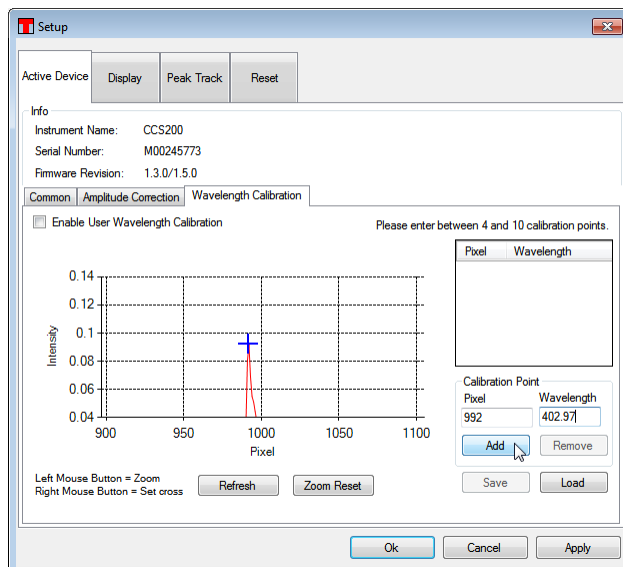 Setup
Active Device Display Peak Track Reset
Info
Instrument Name: CCS200
Serial Number: M00245773
Firmware Revision: 1.3.0/1.5.0
Common Amplitude Correction Wavelength Calibration
Enable User Wavelength Calibration
Please enter between 4 and 10 calibration points.
Pixel Wavelength
0.14
0.12
0.1
0.08
0.06
0.04
Intensity
900 950 1000 1050 1100
Pixel
Calibration Point
Pixel Wavelength
992 402.97
Add Remove
Save Load
Left Mouse Button = Zoom
Right Mouse Button = Set cross
Refresh Zoom Reset
Ok Cancel Apply